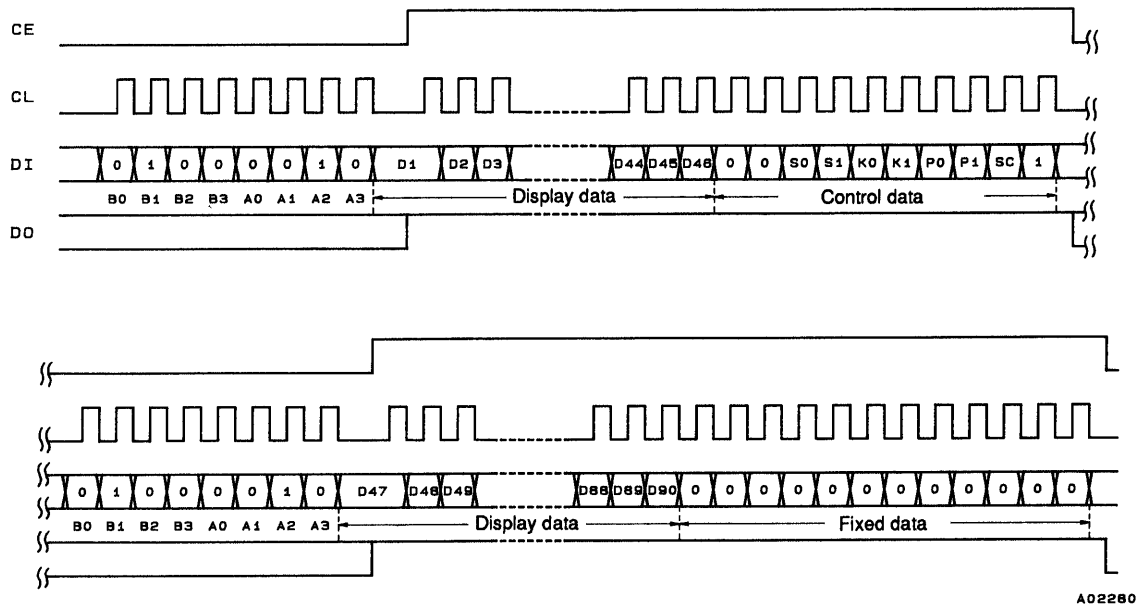 CE
CL
DI 0 1 0 0 0 0 1 0 D1 D2 D3 D44 D45 D46 0 0 S0 S1 K0 K1 P0 P1 SC 1
B0 B1 B2 B3 A0 A1 A2 A3 Display data Control data
DO
0 1 0 0 0 0 1 0 D47 D48 D49 D88 D89 D90 0 0 0 0 0 0 0 0 0 0 0 0
B0 B1 B2 B3 A0 A1 A2 A3 Display data Fixed data
A02280